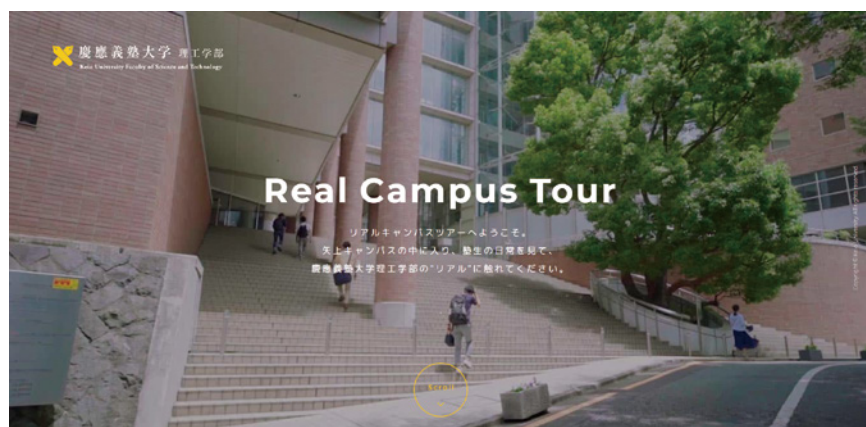 慶應義塾大学 理工学部
Keio University Faculty of Science and Technology
Real Campus Tour
リアルキャンパスツアーへようこそ。
矢上キャンパスの中に入り、塾生の日常を見て、
慶應義塾大学理工学部の“リアル”に触れてください。
Scroll